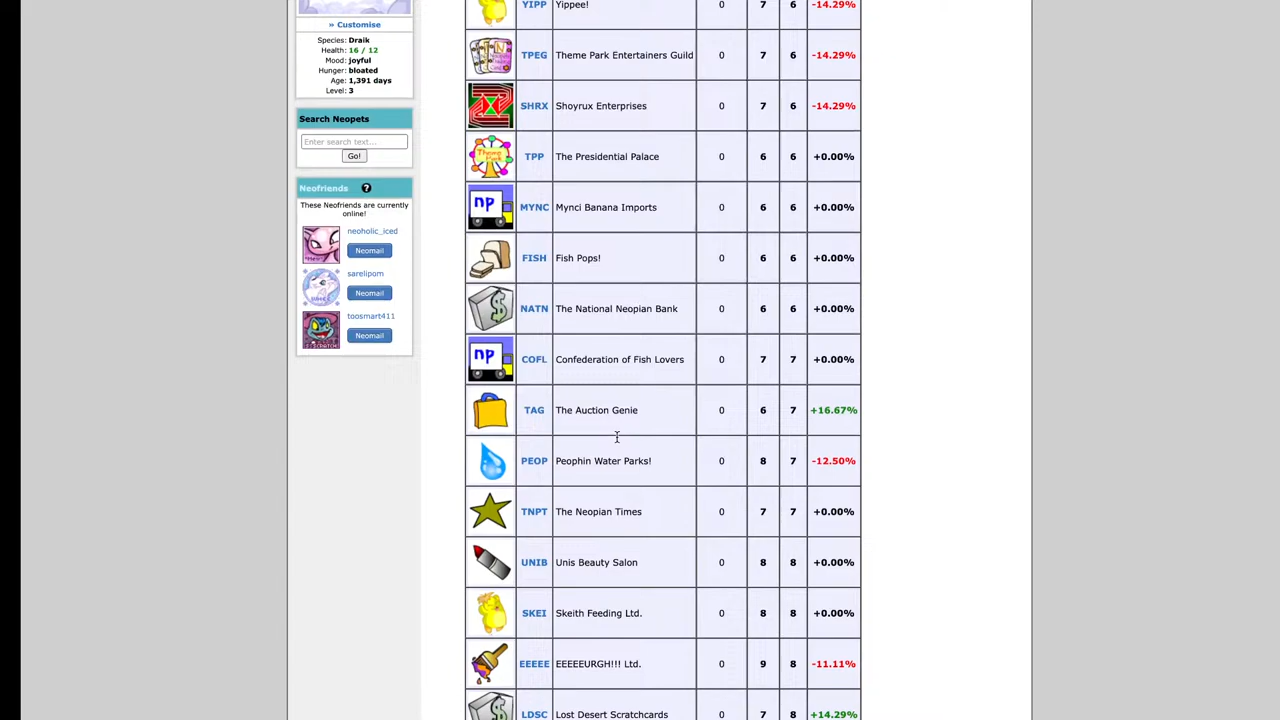 » Customise
Species: Draik
Health: 16 / 12
Mood: joyful
Hunger: bloated
Age: 1,391 days
Level: 3
Search Neopets
Enter search text...
Go!
Neofriends ?
These Neofriends are currently
online!
neoholic_iced
Neomail
sarelipom
Neomail
toosmart411
Neomail
YIPP Yippee! 0 7 6 -14.29%
TPEG Theme Park Entertainers Guild 0 7 6 -14.29%
SHRX Shoyrux Enterprises 0 7 6 -14.29%
Theme
Park
TPP The Presidential Palace 0 6 6 +0.00%
np
MYNC Mynci Banana Imports 0 6 6 +0.00%
FISH Fish Pops! 0 6 6 +0.00%
$
NATN The National Neopian Bank 0 6 6 +0.00%
np
COFL Confederation of Fish Lovers 0 7 7 +0.00%
TAG The Auction Genie 0 6 7 +16.67%
PEOP Peophin Water Parks! 0 8 7 -12.50%
TNPT The Neopian Times 0 7 7 +0.00%
UNIB Unis Beauty Salon 0 8 8 +0.00%
SKEI Skeith Feeding Ltd. 0 8 8 +0.00%
EEEEE EEEEEURGH!!! Ltd. 0 9 8 -11.11%
$
LDSC Lost Desert Scratchcards 0 7 8 +14.29%